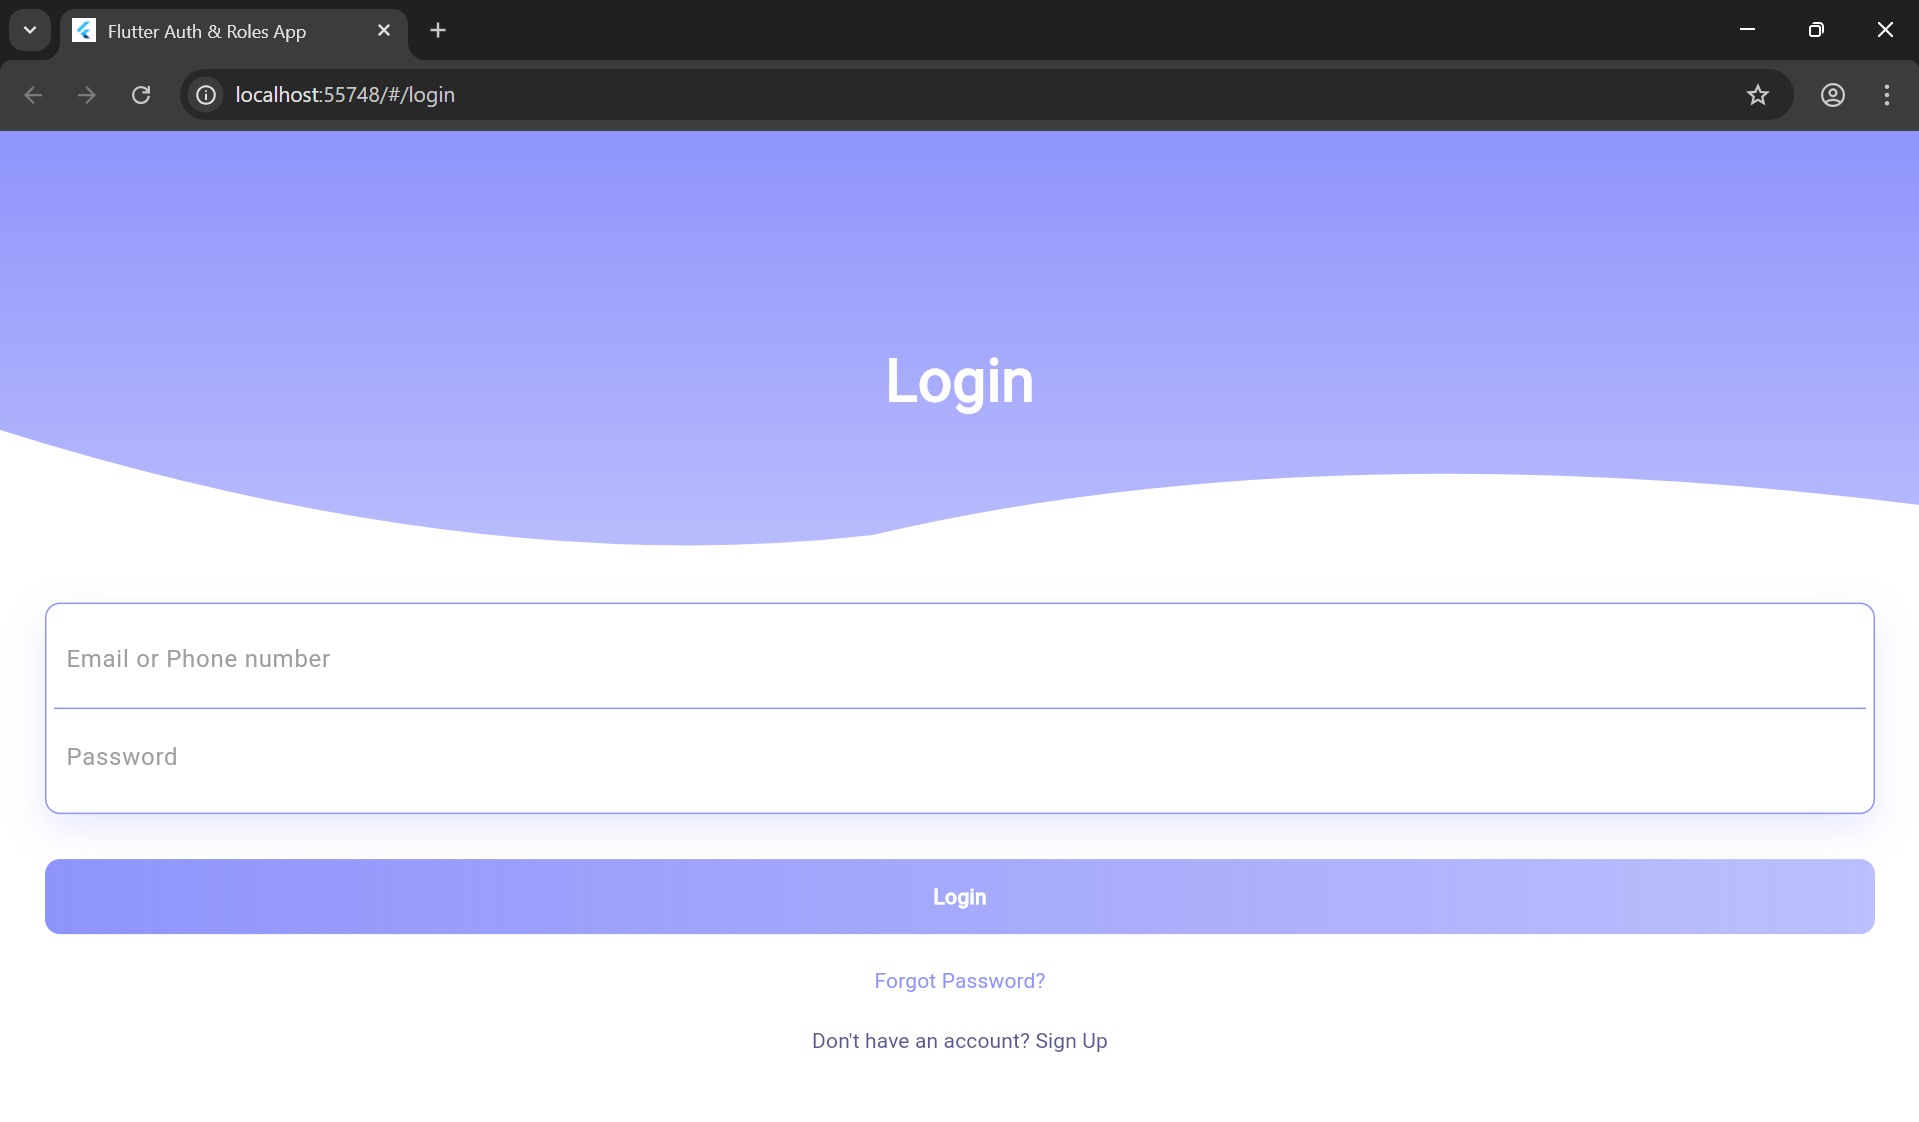 Flutter Auth & Roles App
localhost:55748/#/login
Login
Email or Phone number
Password
Login
Forgot Password?
Don't have an account? Sign Up